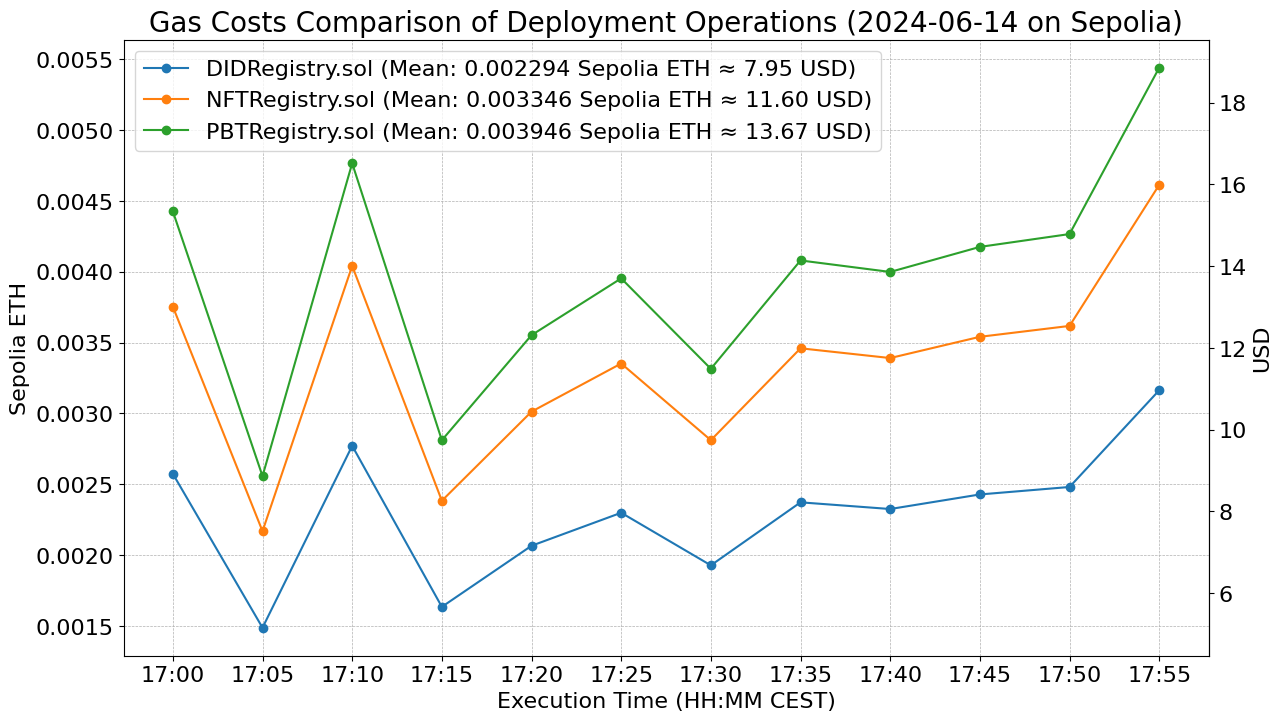 Gas Costs Comparison of Deployment Operations (2024-06-14 on Sepolia)
DIDRegistry.sol (Mean: 0.002294 Sepolia ETH ≈ 7.95 USD)
NFTRegistry.sol (Mean: 0.003346 Sepolia ETH ≈ 11.60 USD)
PBTRegistry.sol (Mean: 0.003946 Sepolia ETH ≈ 13.67 USD)
Sepolia ETH
0.0055
0.0050
0.0045
0.0040
0.0035
0.0030
0.0025
0.0020
0.0015
18
16
14
12
10
8
6
USD
17:00 17:05 17:10 17:15 17:20 17:25 17:30 17:35 17:40 17:45 17:50 17:55
Execution Time (HH:MM CEST)